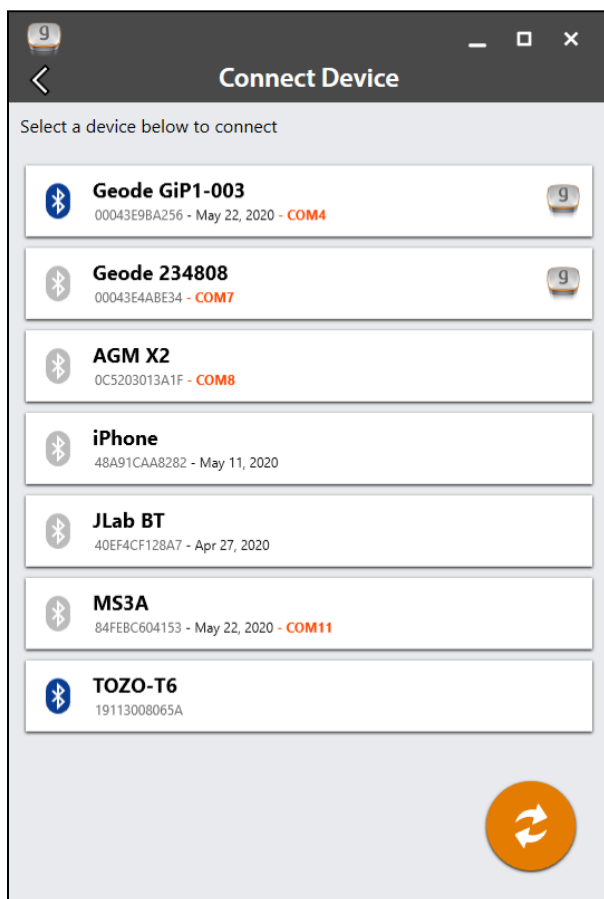 g
Connect Device
Select a device below to connect
Geode GiP1-003
00043E9BA256 - May 22, 2020 - COM4
g
Geode 234808
00043E4ABE34 - COM7
g
AGM X2
0C5203013A1F - COM8
iPhone
48A91CAA8282 - May 11, 2020
JLab BT
40EF4CF128A7 - Apr 27, 2020
MS3A
84FEBC604153 - May 22, 2020 - COM11
TOZO-T6
19113008065A